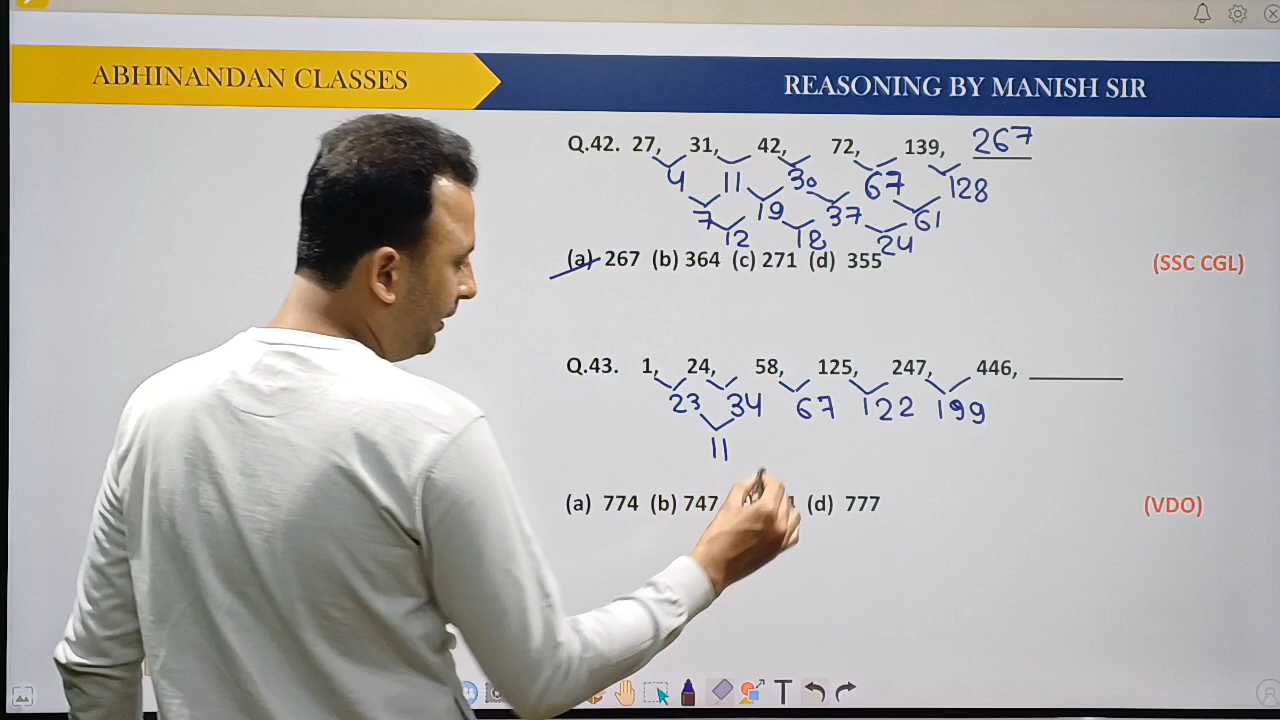 ABHINANDAN CLASSES
REASONING BY MANISH SIR
Q.42. 27, 31, 42, 72, 139, 267
4 11 30 67 128
7 19 37 61
12 18 24
(a) 267 (b) 364 (c) 271 (d) 355
(SSC CGL)
Q.43. 1, 24, 58, 125, 247, 446,
23 34 67 122 199
11
(a) 774 (b) 747 (d) 777
(VDO)
T